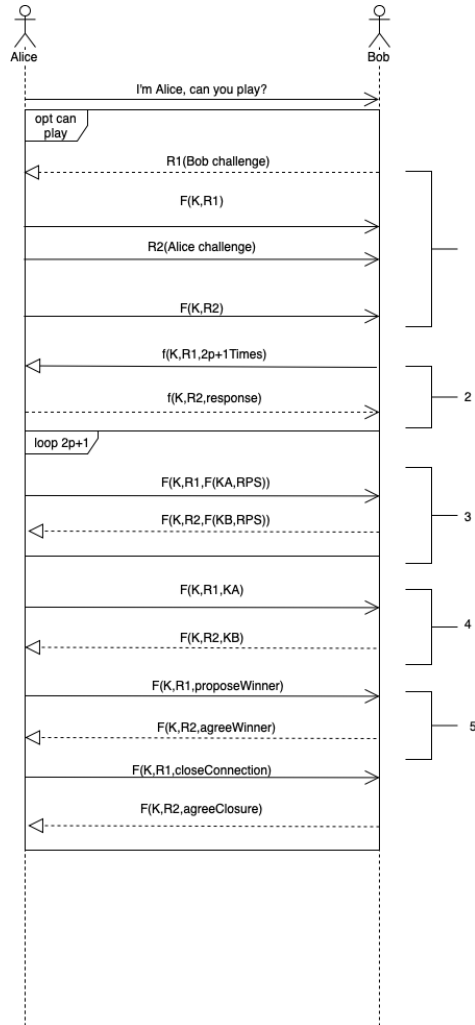 Alice
Bob
I'm Alice, can you play?
opt can
play
R1(Bob challenge)
F(K,R1)
R2(Alice challenge)
F(K,R2)
f(K,R1,2p+1Times)
2
f(K,R2,response)
loop 2p+1
F(K,R1,F(KA,RPS))
3
F(K,R2,F(KB,RPS))
F(K,R1,KA)
4
F(K,R2,KB)
F(K,R1,proposeWinner)
5
F(K,R2,agreeWinner)
F(K,R1,closeConnection)
F(K,R2,agreeClosure)